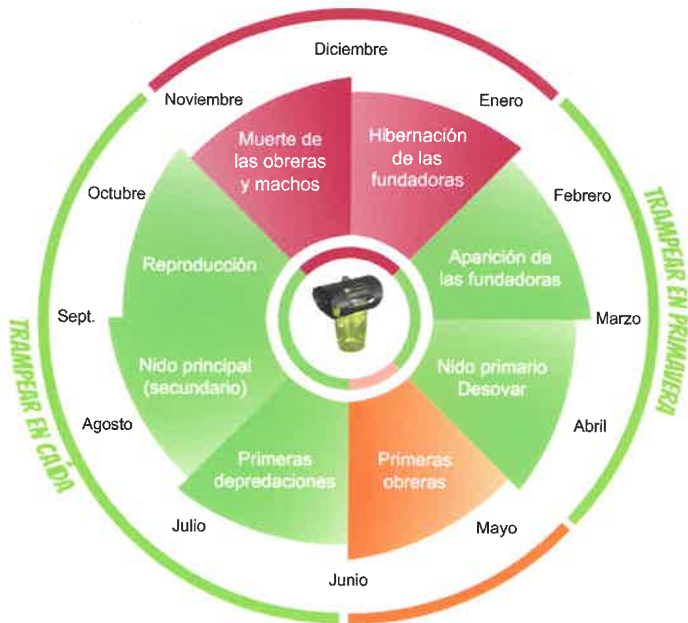 Diciembre
Noviembre
Enero
Muerte de
las obreras
y machos
Hibernación
de las
fundadoras
Octubre
Febrero
Reproducción
Aparición de
las fundadoras
TRAMPEAR EN PRIMAVERA
Sept.
Marzo
TRAMPEAR EN CAÍDA
Nido principal
(secundario)
Nido primario
Desovar
Agosto
Abril
Primeras
depredaciones
Primeras
obreras
Julio
Mayo
Junio